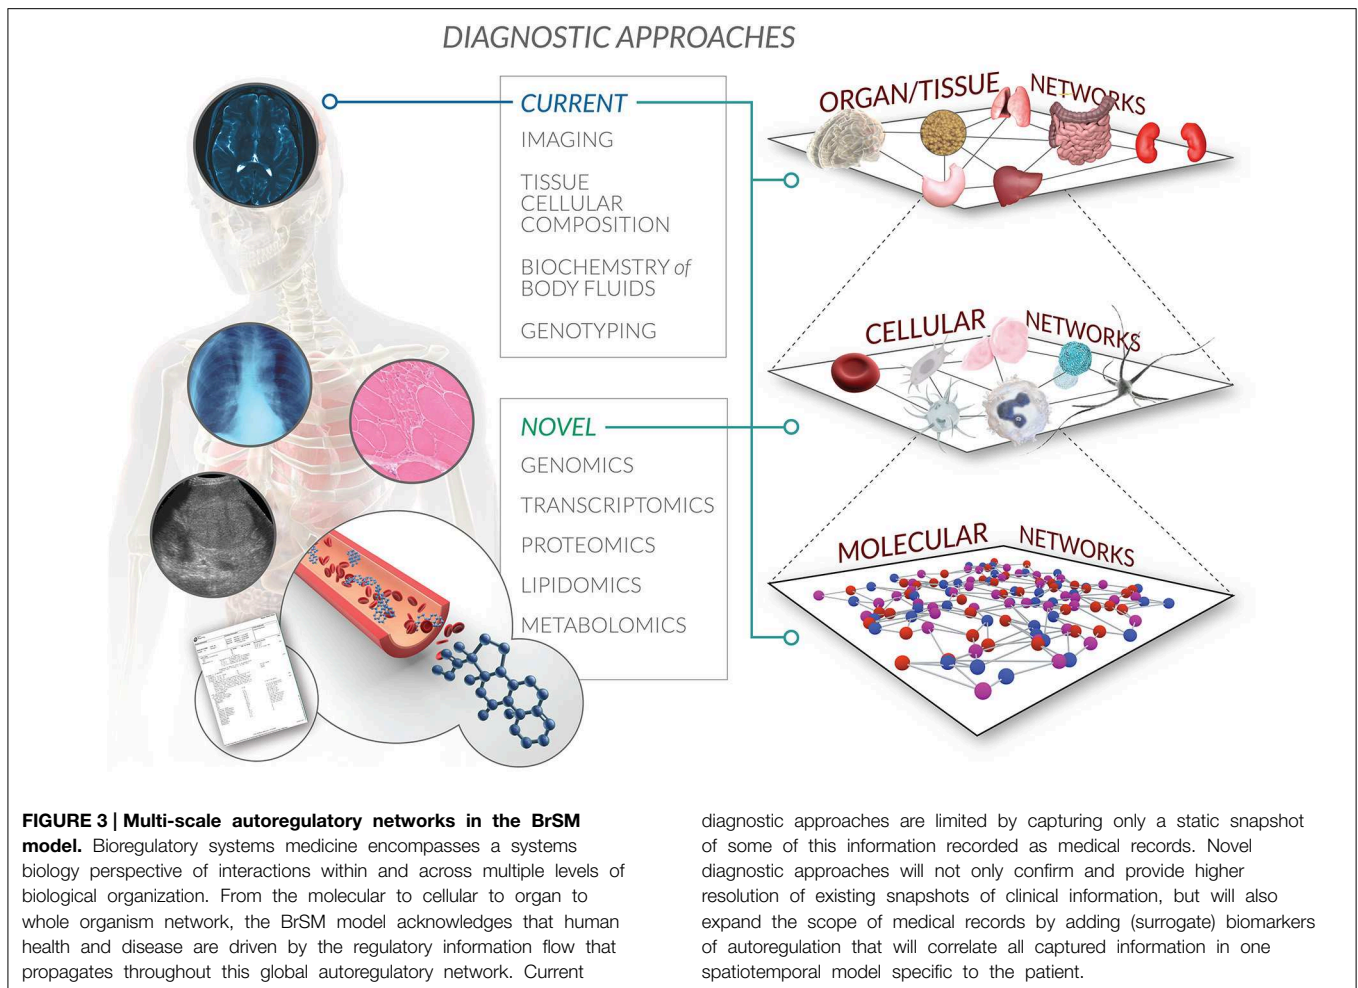 DIAGNOSTIC APPROACHES
CURRENT
IMAGING
TISSUE
CELLULAR
COMPOSITION
BIOCHEMSTRY of
BODY FLUIDS
GENOTYPING
NOVEL
GENOMICS
TRANSCRIPTOMICS
PROTEOMICS
LIPIDOMICS
METABOLOMICS
ORGAN/TISSUE NETWORKS
CELLULAR NETWORKS
MOLECULAR NETWORKS
FIGURE 3 | Multi-scale autoregulatory networks in the BrSM
model. Bioregulatory systems medicine encompasses a systems
biology perspective of interactions within and across multiple levels of
biological organization. From the molecular to cellular to organ to
whole organism network, the BrSM model acknowledges that human
health and disease are driven by the regulatory information flow that
propagates throughout this global autoregulatory network. Current
diagnostic approaches are limited by capturing only a static snapshot
of some of this information recorded as medical records. Novel
diagnostic approaches will not only confirm and provide higher
resolution of existing snapshots of clinical information, but will also
expand the scope of medical records by adding (surrogate) biomarkers
of autoregulation that will correlate all captured information in one
spatiotemporal model specific to the patient.